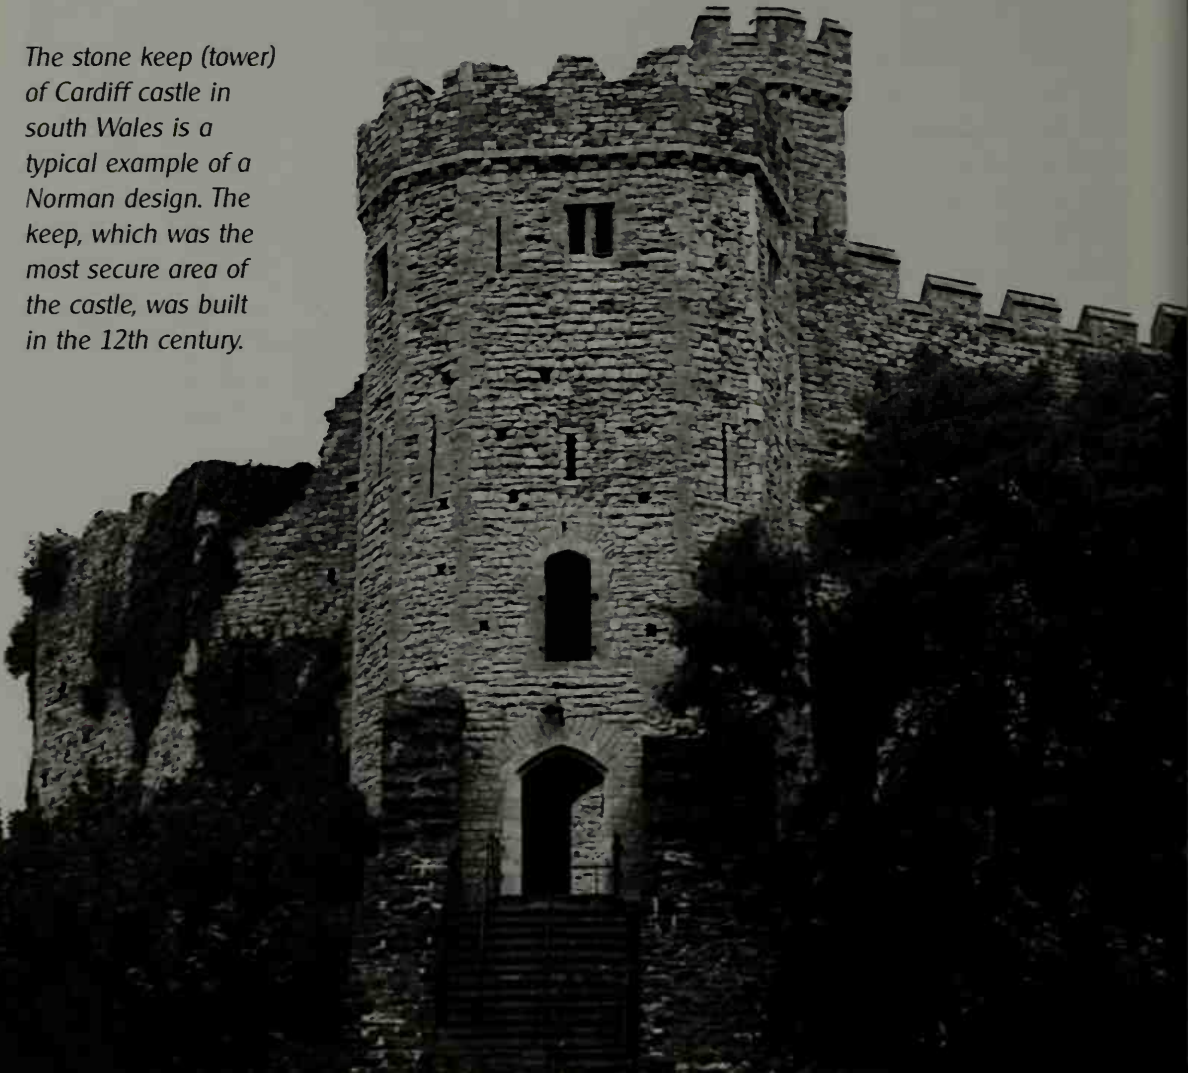 The stone keep (tower)
of Cardiff castle in
south Wales is a
typical example of a
Norman design. The
keep, which was the
most secure area of
the castle, was built
in the 12th century.